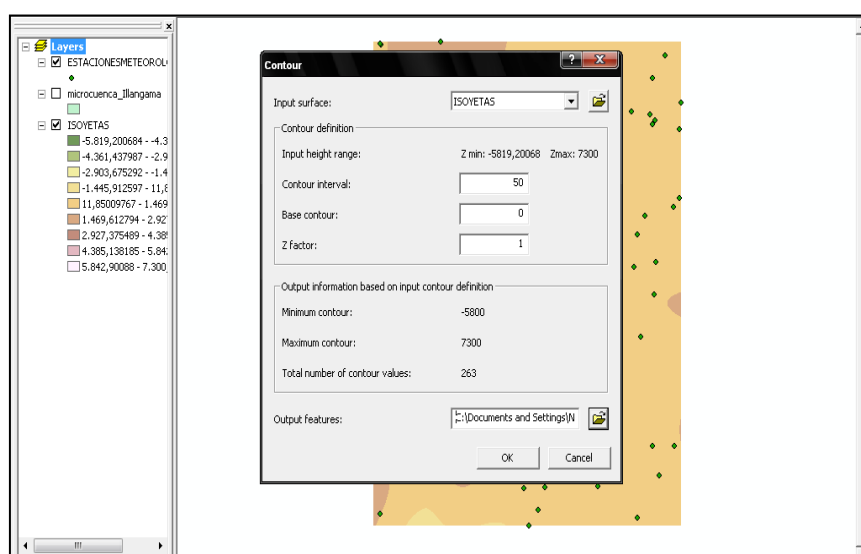 Layers
ESTACIONESMETEOROL
microcuenca_Illangama
ISOYETAS
-5.819,200684 - -4.3
-4.361,437987 - -2.9
-2.903,675292 - -1.4
-1.445,912597 - 11,8
11,85009767 - 1.469
1.469,612794 - 2.92
2.927,375489 - 4.38
4.385,138185 - 5.84
5.842,90088 - 7.300
Contour
Input surface:
ISOYETAS
Contour definition
Input height range:
Z min: -5819,20068 Zmax: 7300
Contour interval:
50
Base contour:
0
Z factor:
1
Output information based on input contour definition
Minimum contour:
-5800
Maximum contour:
7300
Total number of contour values:
263
Output features:
:\Documents and Settings\N
OK
Cancel